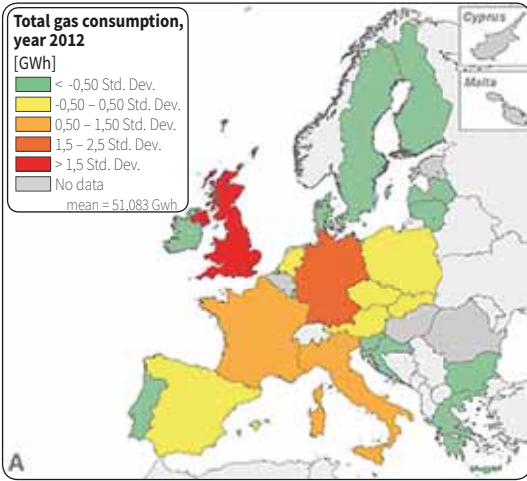 Total gas consumption,
year 2012
[GWh]
< -0,50 Std. Dev.
-0,50 – 0,50 Std. Dev.
0,50 – 1,50 Std. Dev.
1,5 – 2,5 Std. Dev.
> 1,5 Std. Dev.
No data
mean = 51,083 Gwh
Cyprus
Malta
A